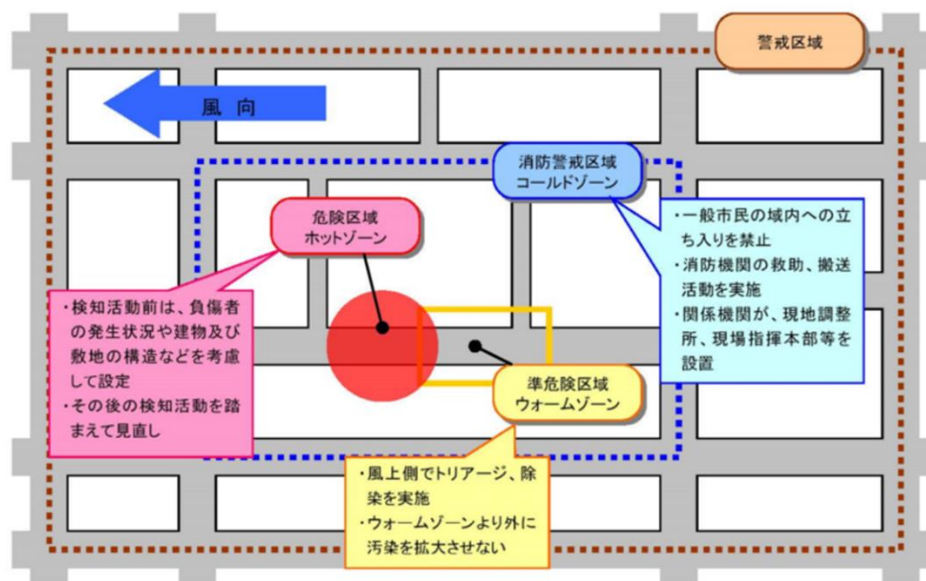 警戒区域
風 向
消防警戒区域
コールドゾーン
・一般市民の域内への立
ち入りを禁止
・消防機関の救助、搬送
活動を実施
・関係機関が、現地調整
所、現場指揮本部等を
設置
危険区域
ホットゾーン
・検知活動前は、負傷者
の発生状況や建物及び
敷地の構造などを考慮
して設定
・その後の検知活動を踏
まえて見直し
準危険区域
ウォームゾーン
・風上側でトリアージ、除
染を実施
・ウォームゾーンより外に
汚染を拡大させない